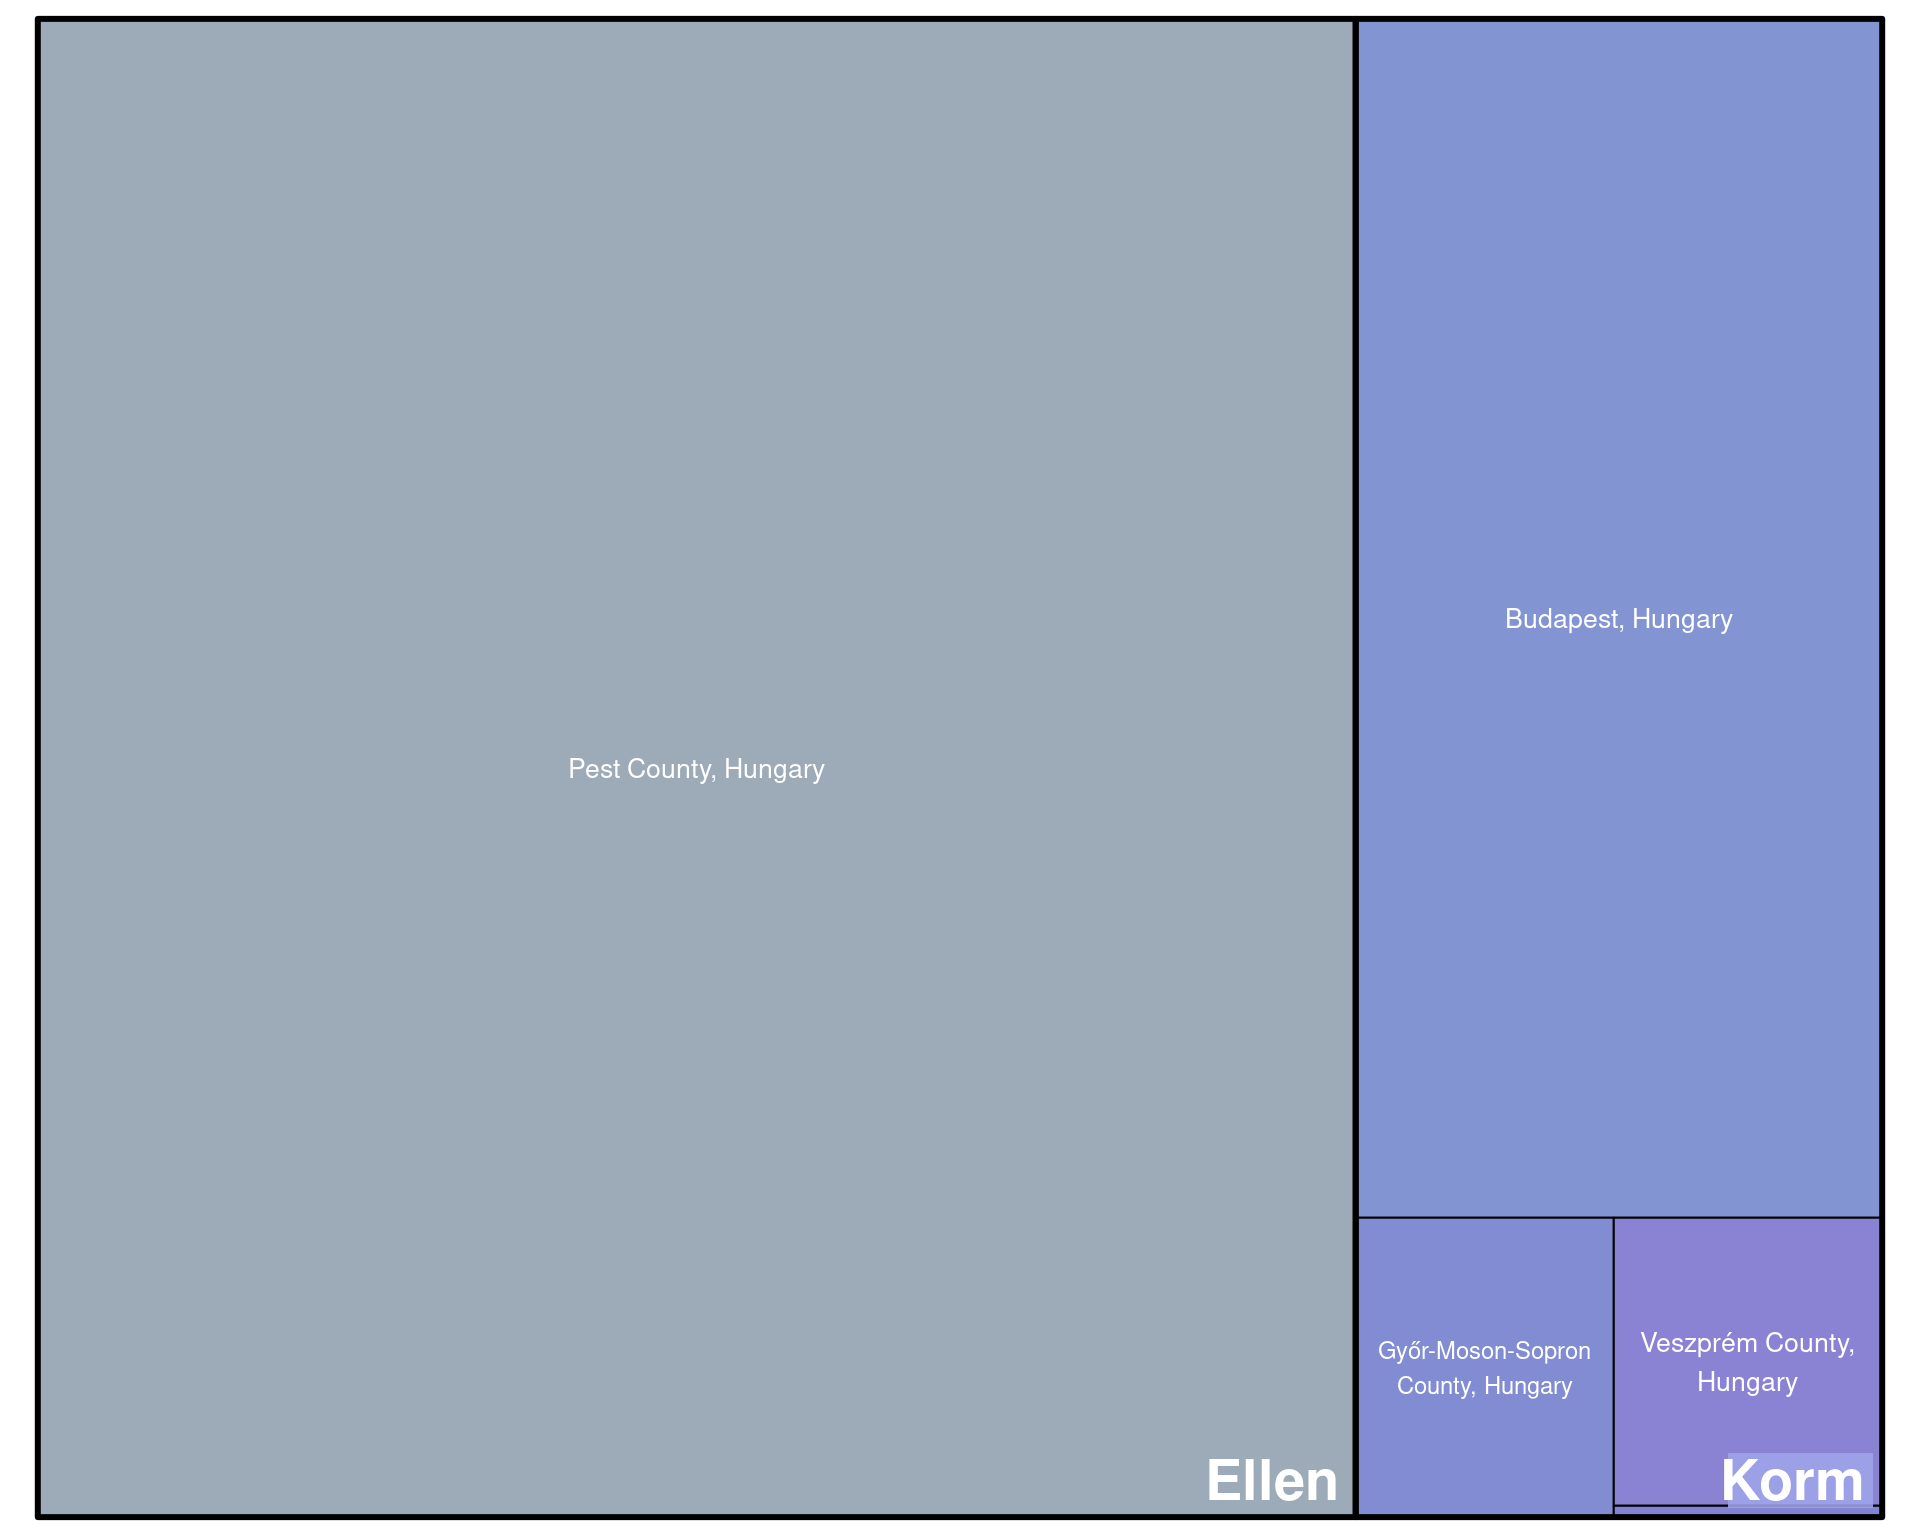 Budapest, Hungary
Pest County, Hungary
Győr-Moson-Sopron
County, Hungary
Veszprém County,
Hungary
Ellen
Korm